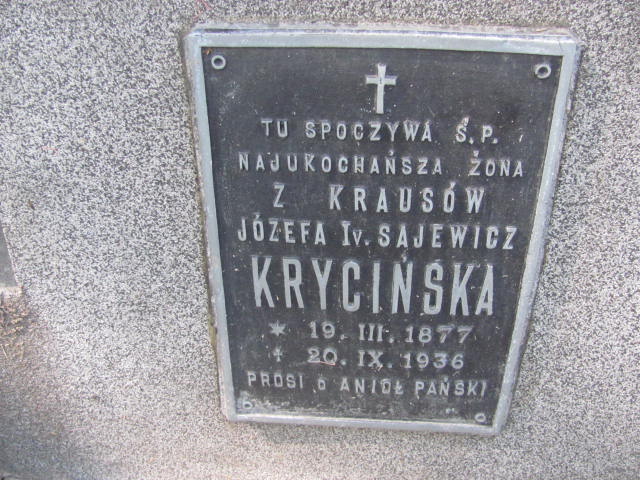 TU SPOCZYWA Ś.P.
NAJUKOCHAŃSZA ŻONA
Z KRAUSÓW
JÓZEFA Iv. SAJEWICZ
KRYCIŃSKA
* 19. III. 1877
† 20. IX. 1936
PROSI O ANIOŁ PAŃSKI